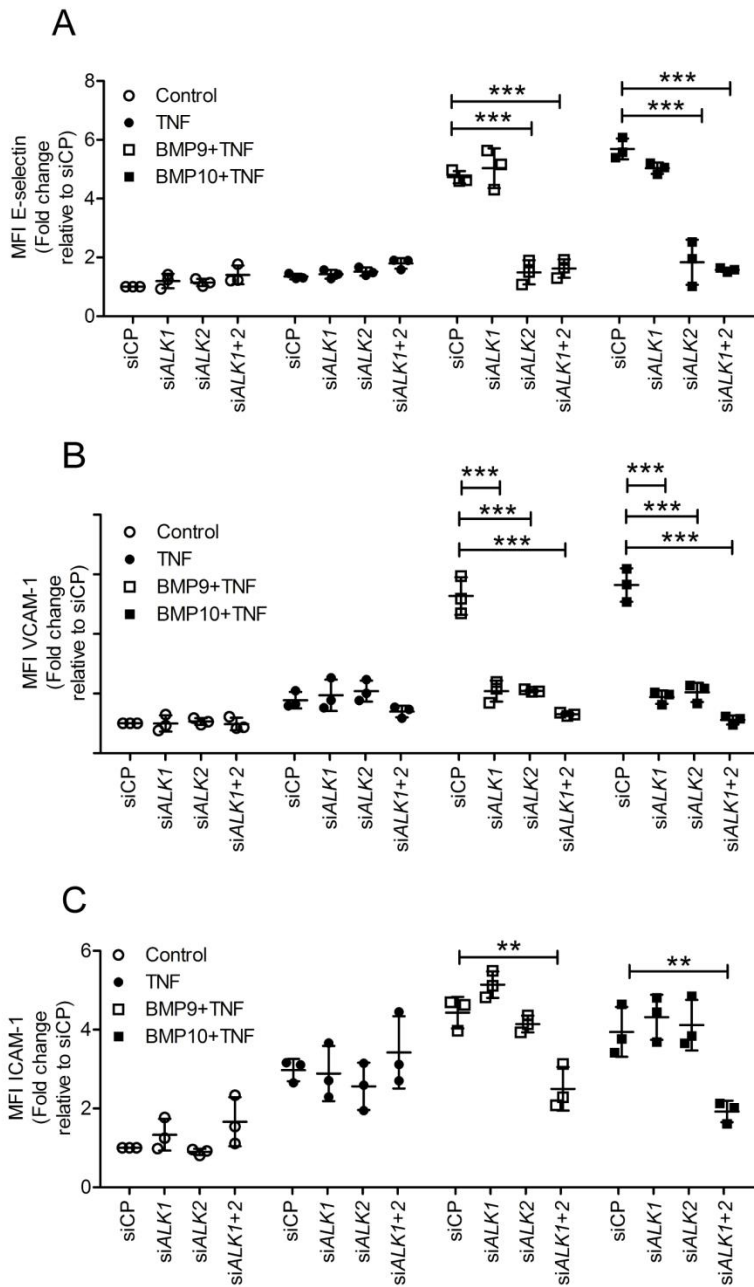 A
MFI E-selectin
(Fold change
relative to siCP)
8
6
4
2
0
Control
TNF
BMP9+TNF
BMP10+TNF
*** ***
*** ***
siCP siALK1 siALK2 siALK1+2 siCP siALK1 siALK2 siALK1+2 siCP siALK1 siALK2 siALK1+2 siCP siALK1 siALK2 siALK1+2
B
MFI VCAM-1
(Fold change
relative to siCP)
Control
TNF
BMP9+TNF
BMP10+TNF
*** ***
*** ***
*** ***
siCP siALK1 siALK2 siALK1+2 siCP siALK1 siALK2 siALK1+2 siCP siALK1 siALK2 siALK1+2 siCP siALK1 siALK2 siALK1+2
C
MFI ICAM-1
(Fold change
relative to siCP)
6
4
2
0
Control
TNF
BMP9+TNF
BMP10+TNF
** **
siCP siALK1 siALK2 siALK1+2 siCP siALK1 siALK2 siALK1+2 siCP siALK1 siALK2 siALK1+2 siCP siALK1 siALK2 siALK1+2